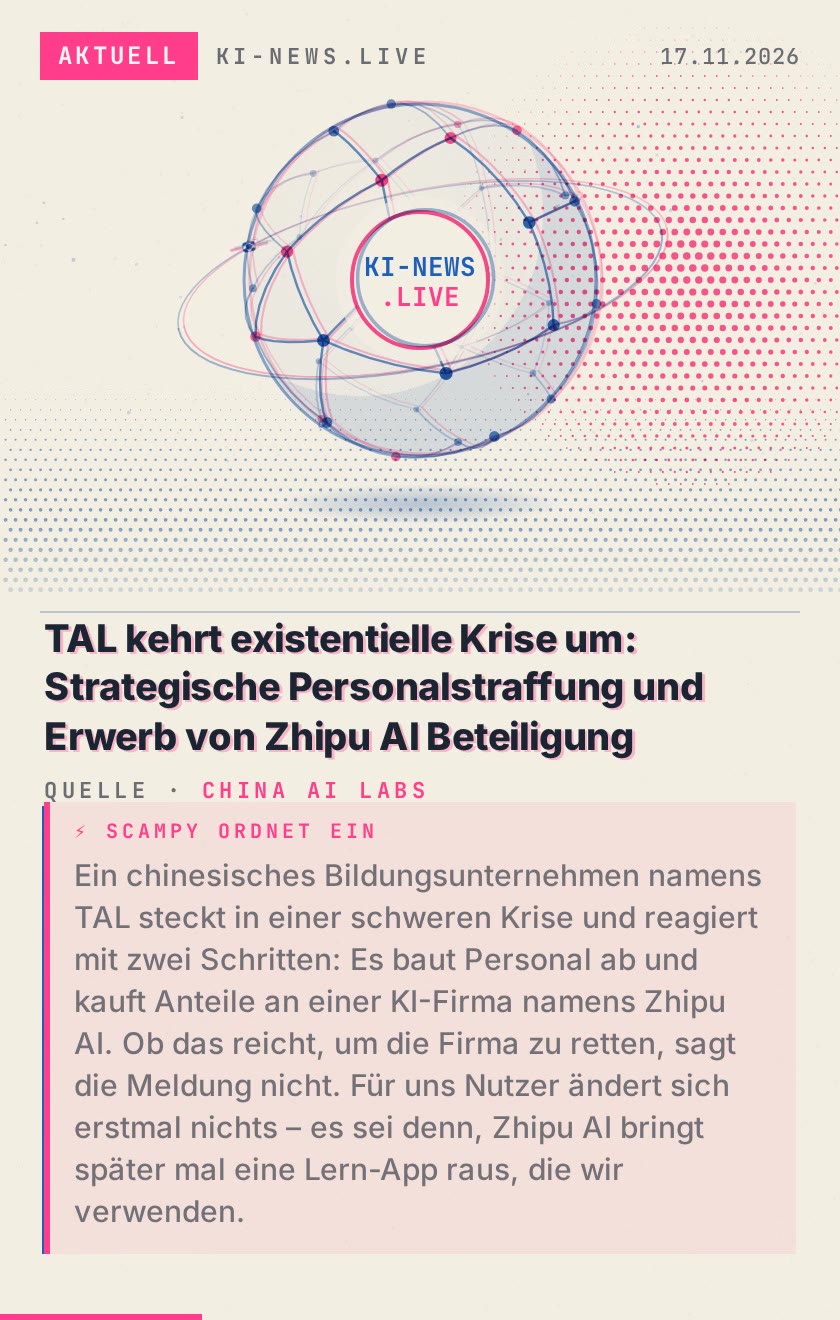 AKTUELL KI-NEWS.LIVE 17.11.2026
KI-NEWS
.LIVE
TAL kehrt existentielle Krise um:
Strategische Personalstraffung und
Erwerb von Zhipu AI Beteiligung
QUELLE · CHINA AI LABS
⚡ SCAMPY ORDNET EIN
Ein chinesisches Bildungsunternehmen namens
TAL steckt in einer schweren Krise und reagiert
mit zwei Schritten: Es baut Personal ab und
kauft Anteile an einer KI-Firma namens Zhipu
AI. Ob das reicht, um die Firma zu retten, sagt
die Meldung nicht. Für uns Nutzer ändert sich
erstmal nichts – es sei denn, Zhipu AI bringt
später mal eine Lern-App raus, die wir
verwenden.